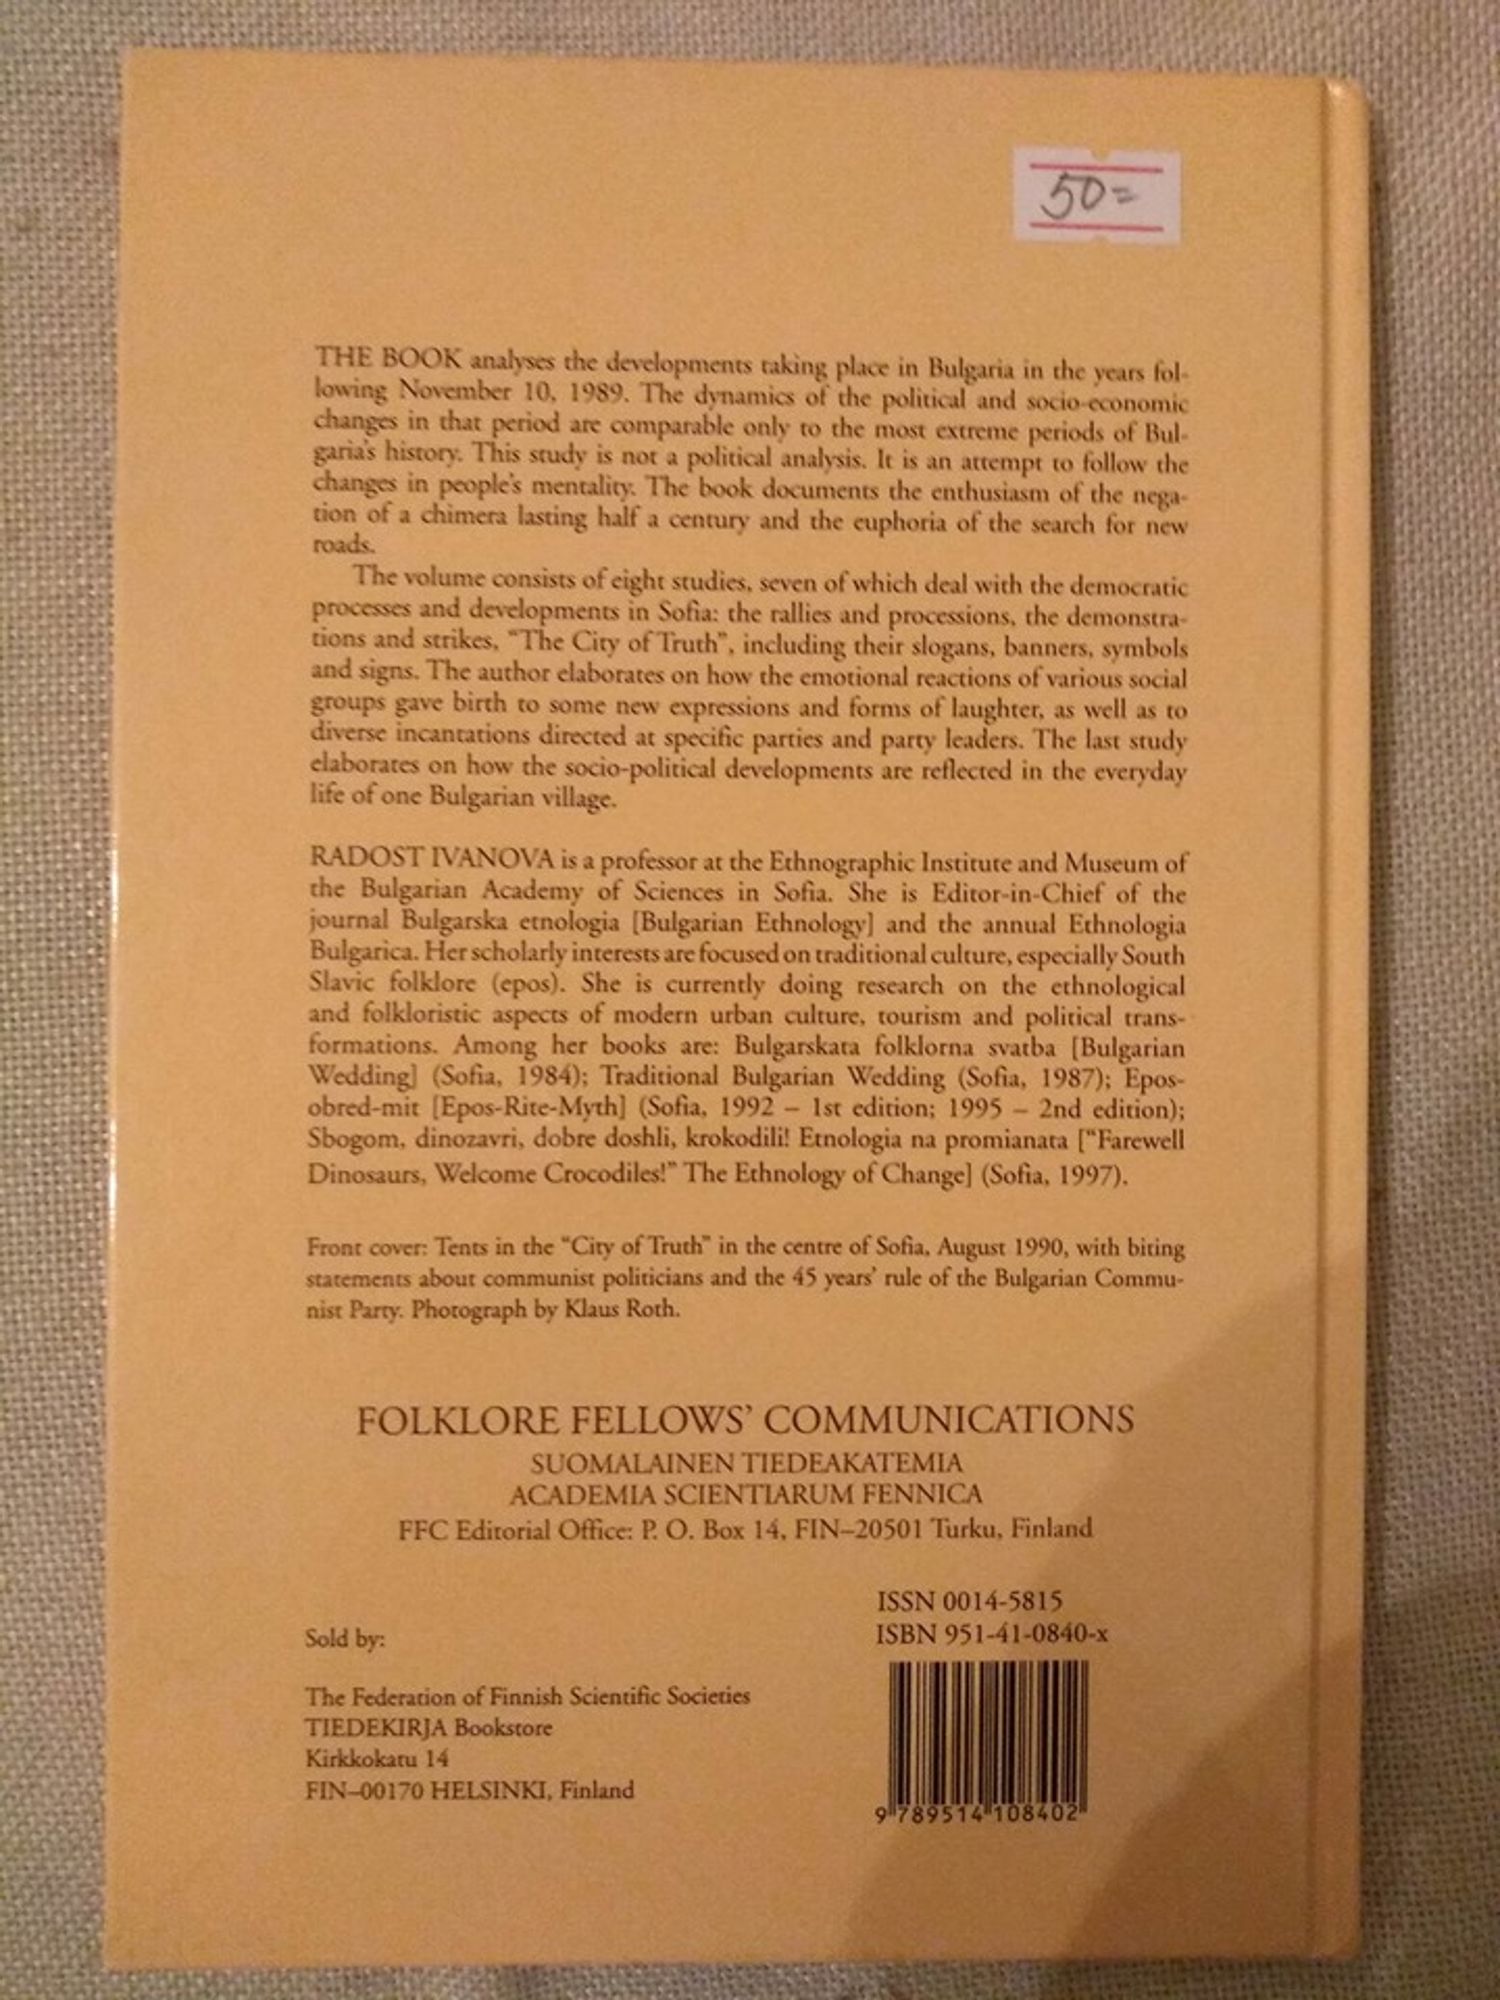 50=
THE BOOK analyses the developments taking place in Bulgaria in the years fol-
lowing November 10, 1989. The dynamics of the political and socio-economic
changes in that period are comparable only to the most extreme periods of Bul-
garia's history. This study is not a political analysis. It is an attempt to follow the
changes in people's mentality. The book documents the enthusiasm of the nega-
tion of a chimera lasting half a century and the euphoria of the search for new
roads.
The volume consists of eight studies, seven of which deal with the democratic
processes and developments in Sofia: the rallies and processions, the demonstra-
tions and strikes, “The City of Truth”, including their slogans, banners, symbols
and signs. The author elaborates on how the emotional reactions of various social
groups gave birth to some new expressions and forms of laughter, as well as to
diverse incantations directed at specific parties and party leaders. The last study
elaborates on how the socio-political developments are reflected in the everyday
life of one Bulgarian village.
RADOST IVANOVA is a professor at the Ethnographic Institute and Museum of
the Bulgarian Academy of Sciences in Sofia. She is Editor-in-Chief of the
journal Bulgarska etnologia [Bulgarian Ethnology] and the annual Ethnologia
Bulgarica. Her scholarly interests are focused on traditional culture, especially South
Slavic folklore (epos). She is currently doing research on the ethnological
and folkloristic aspects of modern urban culture, tourism and political trans-
formations. Among her books are: Bulgarskata folklorna svatba [Bulgarian
Wedding] (Sofia, 1984); Traditional Bulgarian Wedding (Sofia, 1987); Epos-
obred-mit [Epos-Rite-Myth] (Sofia, 1992 – 1st edition; 1995 – 2nd edition);
Sbogom, dinozavri, dobre doshli, krokodili! Etnologia na promianata [“Farewell
Dinosaurs, Welcome Crocodiles!” The Ethnology of Change] (Sofia, 1997).
Front cover: Tents in the “City of Truth” in the centre of Sofia, August 1990, with biting
statements about communist politicians and the 45 years’ rule of the Bulgarian Commu-
nist Party. Photograph by Klaus Roth.
FOLKLORE FELLOWS’ COMMUNICATIONS
SUOMALAINEN TIEDEAKATEMIA
ACADEMIA SCIENTIARUM FENNICA
FFC Editorial Office: P. O. Box 14, FIN–20501 Turku, Finland
ISSN 0014-5815
ISBN 951-41-0840-x
Sold by:
The Federation of Finnish Scientific Societies
TIEDEKIRJA Bookstore
Kirkkokatu 14
FIN–00170 HELSINKI, Finland
9 789514 108402